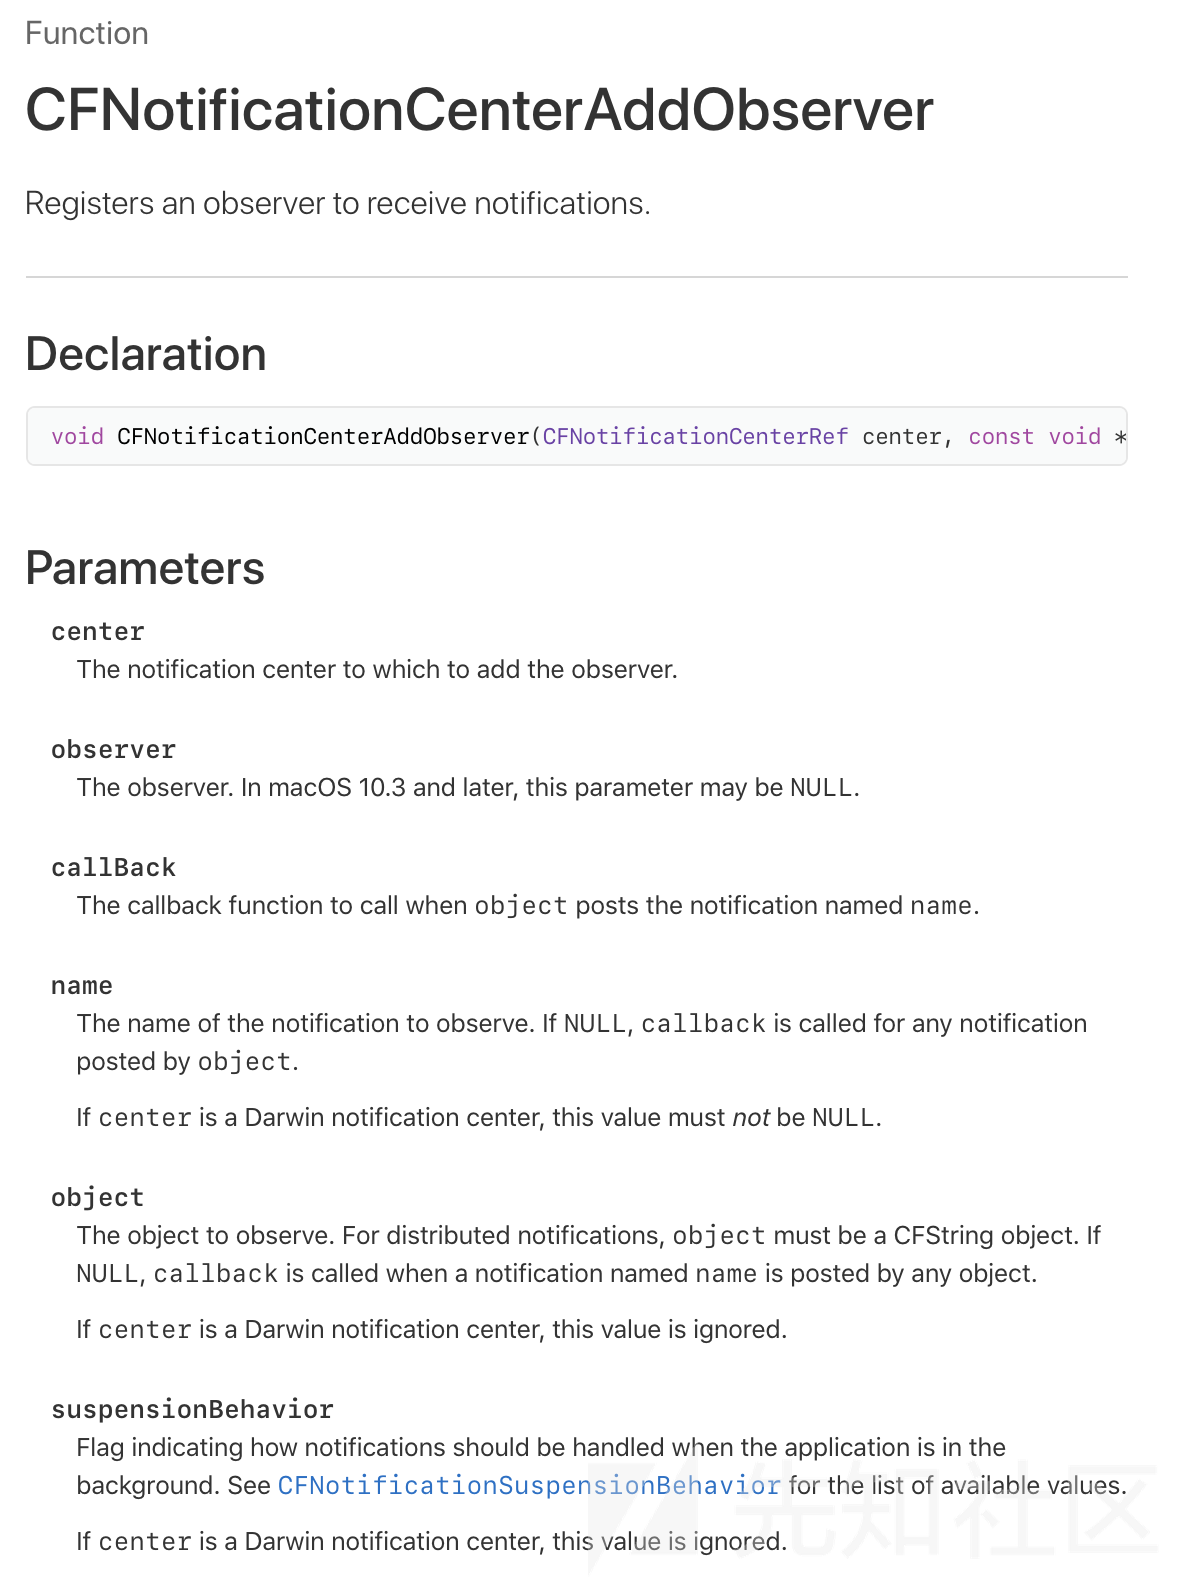 Function
CFNotificationCenterAddObserver
Registers an observer to receive notifications.
Declaration
void CFNotificationCenterAddObserver(CFNotificationCenterRef center, const void *
Parameters
center
The notification center to which to add the observer.
observer
The observer. In macOS 10.3 and later, this parameter may be NULL.
callBack
The callback function to call when object posts the notification named name.
name
The name of the notification to observe. If NULL, callback is called for any notification
posted by object.
If center is a Darwin notification center, this value must not be NULL.
object
The object to observe. For distributed notifications, object must be a CFString object. If
NULL, callback is called when a notification named name is posted by any object.
If center is a Darwin notification center, this value is ignored.
suspensionBehavior
Flag indicating how notifications should be handled when the application is in the
background. See CFNotificationSuspensionBehavior for the list of available values.
If center is a Darwin notification center, this value is ignored.
先知社区